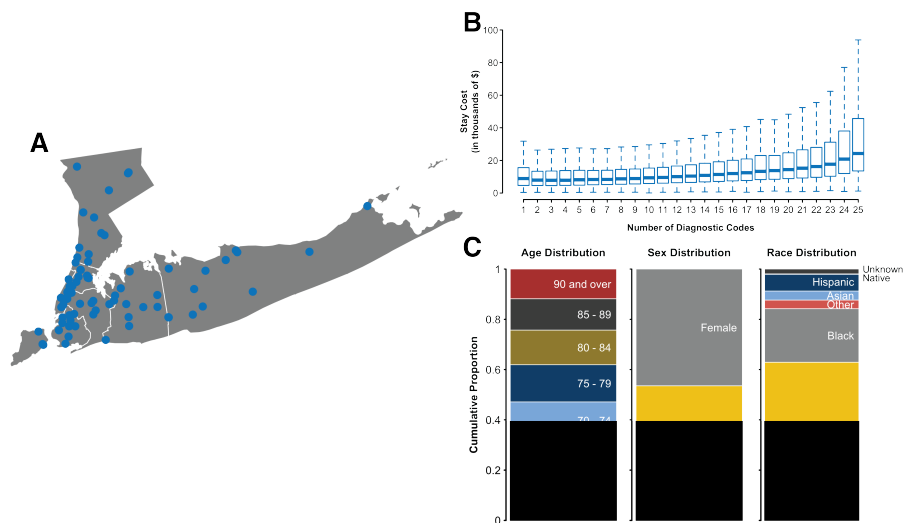 A
B
Stay Cost
(in thousands of $)
100
80
60
40
20
0
1 2 3 4 5 6 7 8 9 10 11 12 13 14 15 16 17 18 19 20 21 22 23 24 25
Number of Diagnostic Codes
C
Age Distribution Sex Distribution Race Distribution
Cumulative Proportion
1
0.8
0.6
0.4
0.2
0
90 and over
85 - 89
80 - 84
75 - 79
Female
Unknown
Native
Hispanic
Asian
Other
Black